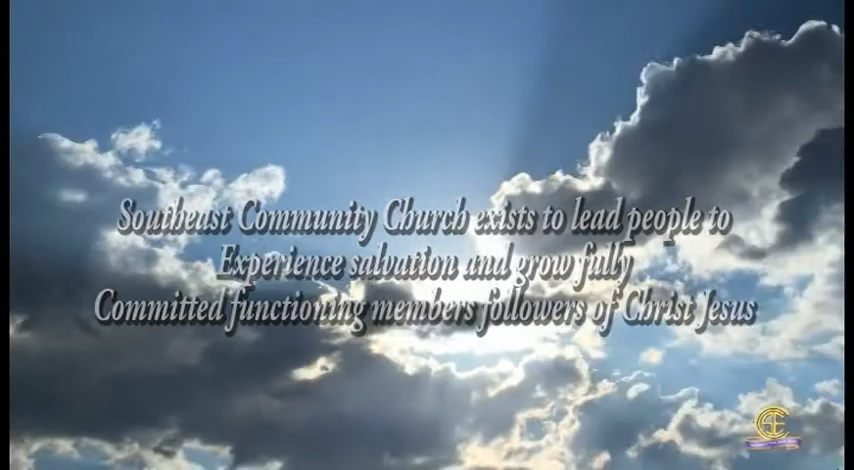 Southeast Community Church exists to lead people to
Experience salvation and grow fully
Committed functioning members followers of Christ Jesus